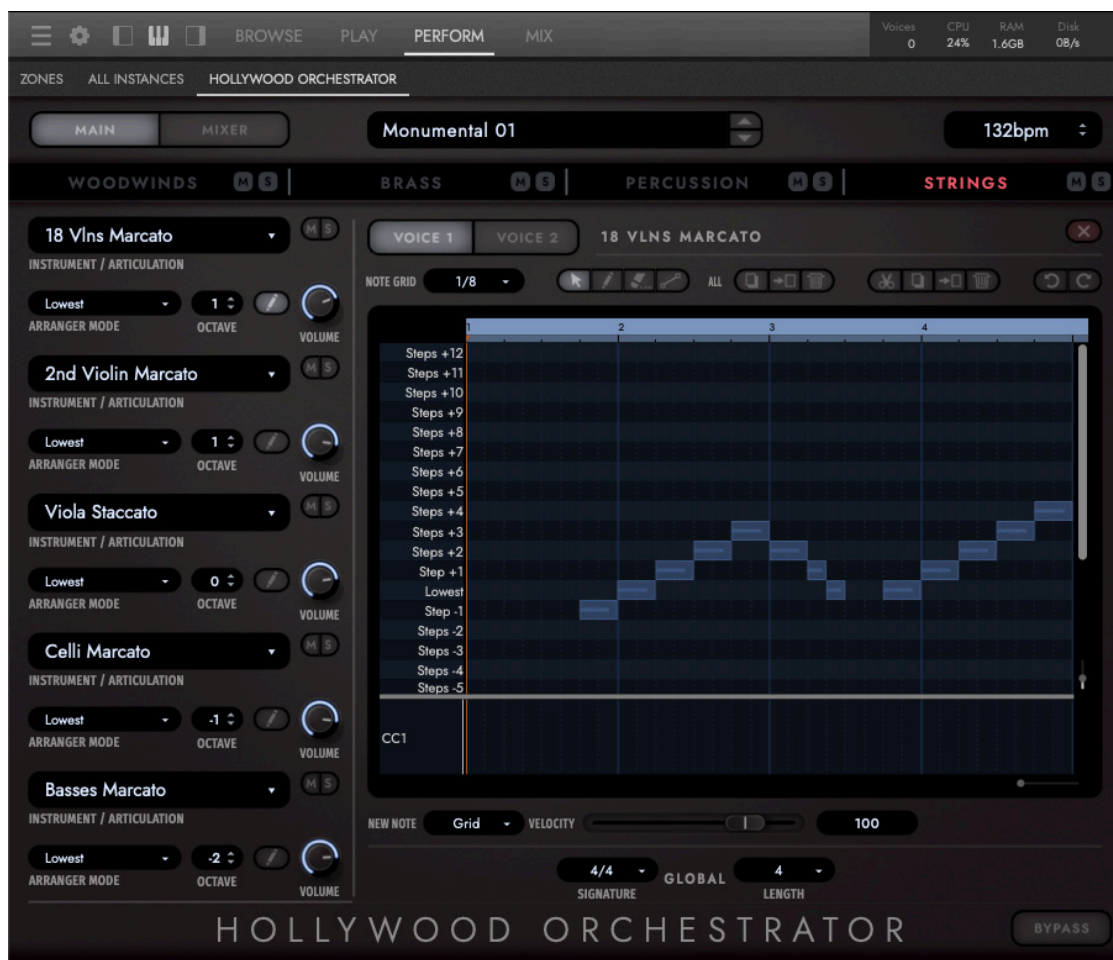 BROWSE PLAY PERFORM MIX Voices CPU RAM Disk
0 24% 1.6GB 0B/s
ZONES ALL INSTANCES HOLLYWOOD ORCHESTRATOR
MAIN MIXER Monumental 01 132bpm
WOODWINDS M S BRASS M S PERCUSSION M S STRINGS M S
18 Vlns Marcato M S
INSTRUMENT / ARTICULATION
Lowest 1
ARRANGER MODE OCTAVE VOLUME
2nd Violin Marcato M S
INSTRUMENT / ARTICULATION
Lowest 1
ARRANGER MODE OCTAVE VOLUME
Viola Staccato M S
INSTRUMENT / ARTICULATION
Lowest 0
ARRANGER MODE OCTAVE VOLUME
Celli Marcato M S
INSTRUMENT / ARTICULATION
Lowest -1
ARRANGER MODE OCTAVE VOLUME
Basses Marcato M S
INSTRUMENT / ARTICULATION
Lowest -2
ARRANGER MODE OCTAVE VOLUME
VOICE 1 VOICE 2 18 VLNS MARCATO
NOTE GRID 1/8 ALL
1 2 3 4
Steps +12
Steps +11
Steps +10
Steps +9
Steps +8
Steps +7
Steps +6
Steps +5
Steps +4
Steps +3
Steps +2
Step +1
Lowest
Step -1
Steps -2
Steps -3
Steps -4
Steps -5
CC1
NEW NOTE Grid VELOCITY 100
4/4 GLOBAL 4
SIGNATURE LENGTH
HOLLYWOOD ORCHESTRATOR BYPASS